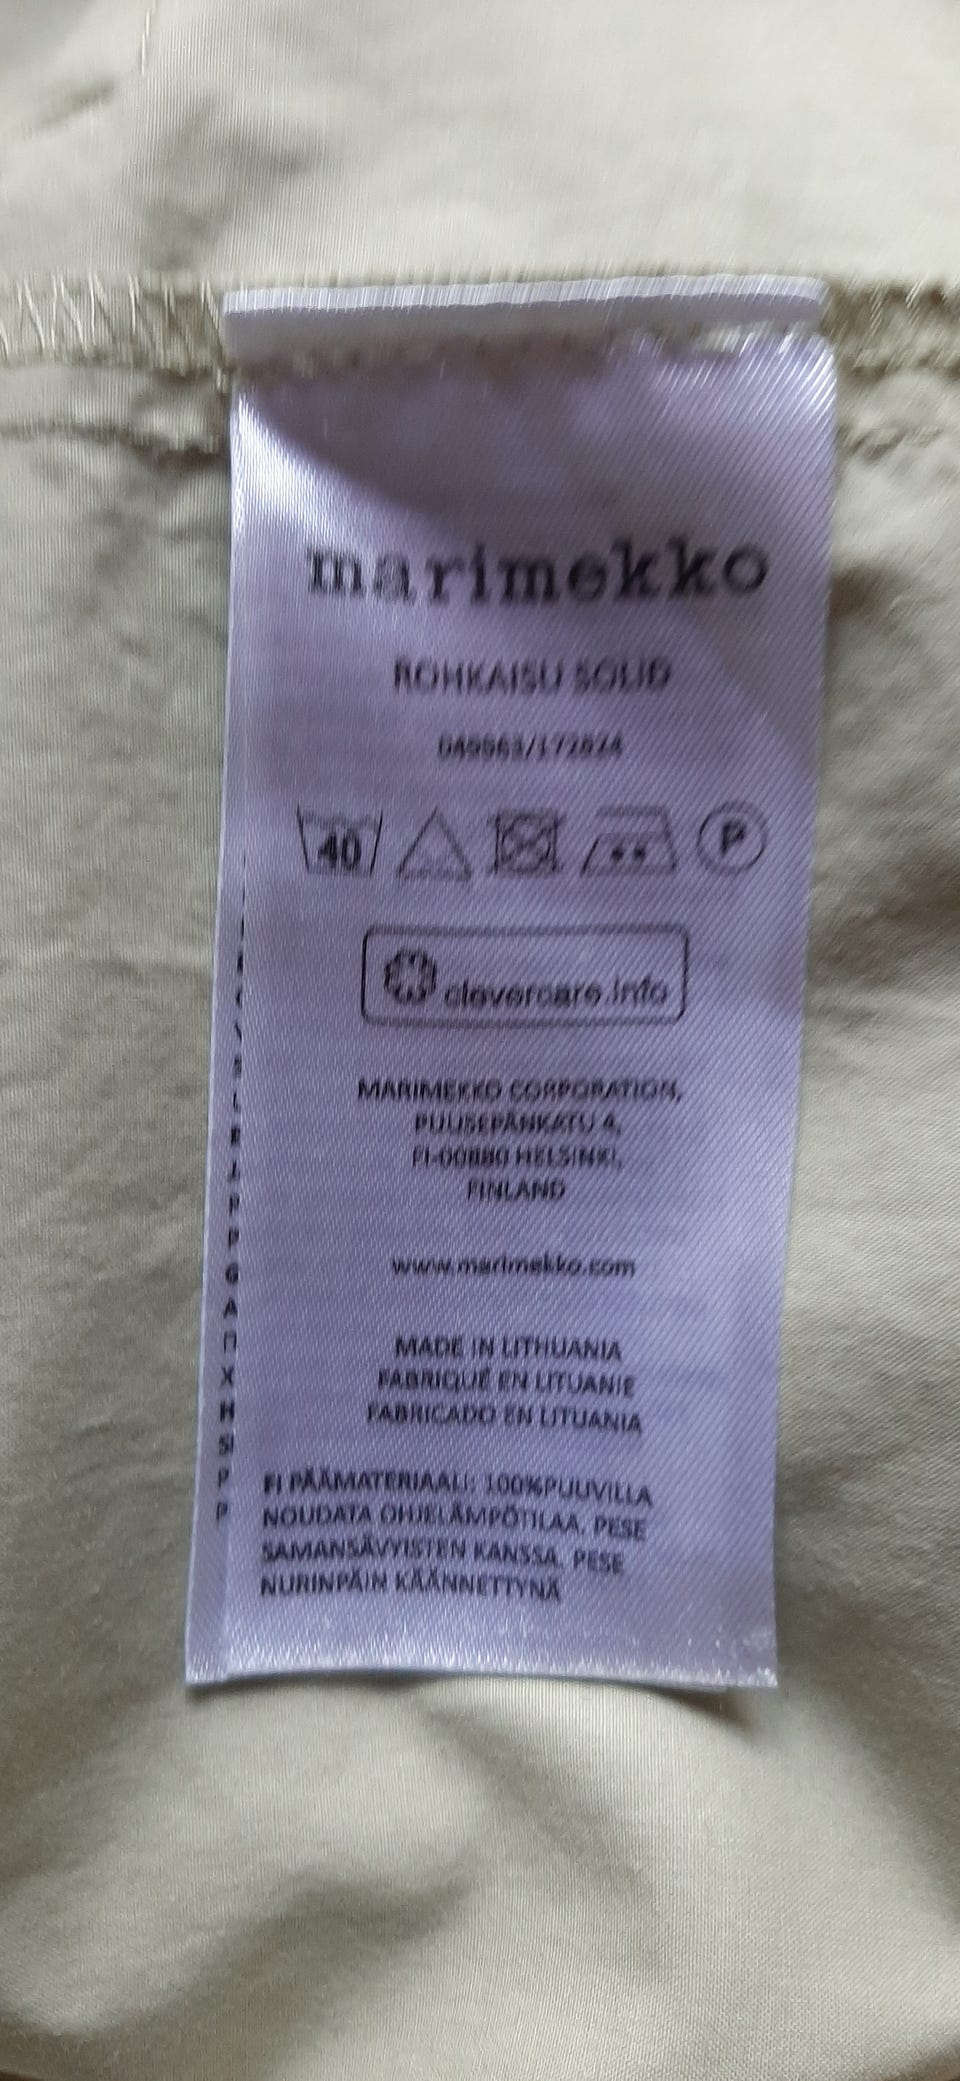 marimekko
ROHKAISU SOLID
40
P
clevercare.info
MARIMEKKO CORPORATION,
PUUSEPÄNKATU 4,
FI-00880 HELSINKI,
FINLAND
www.marimekko.com
MADE IN LITHUANIA
FABRIQUÉ EN LITUANIE
FABRICADO EN LITUANIA
FI PÄÄMATERIAALI: 100%PUUVILLA
NOUDATA OHJELÄMPÖTILAA. PESE
SAMANSÄVYISTEN KANSSA. PESE
NURINPÄIN KÄÄNNETTYNÄ